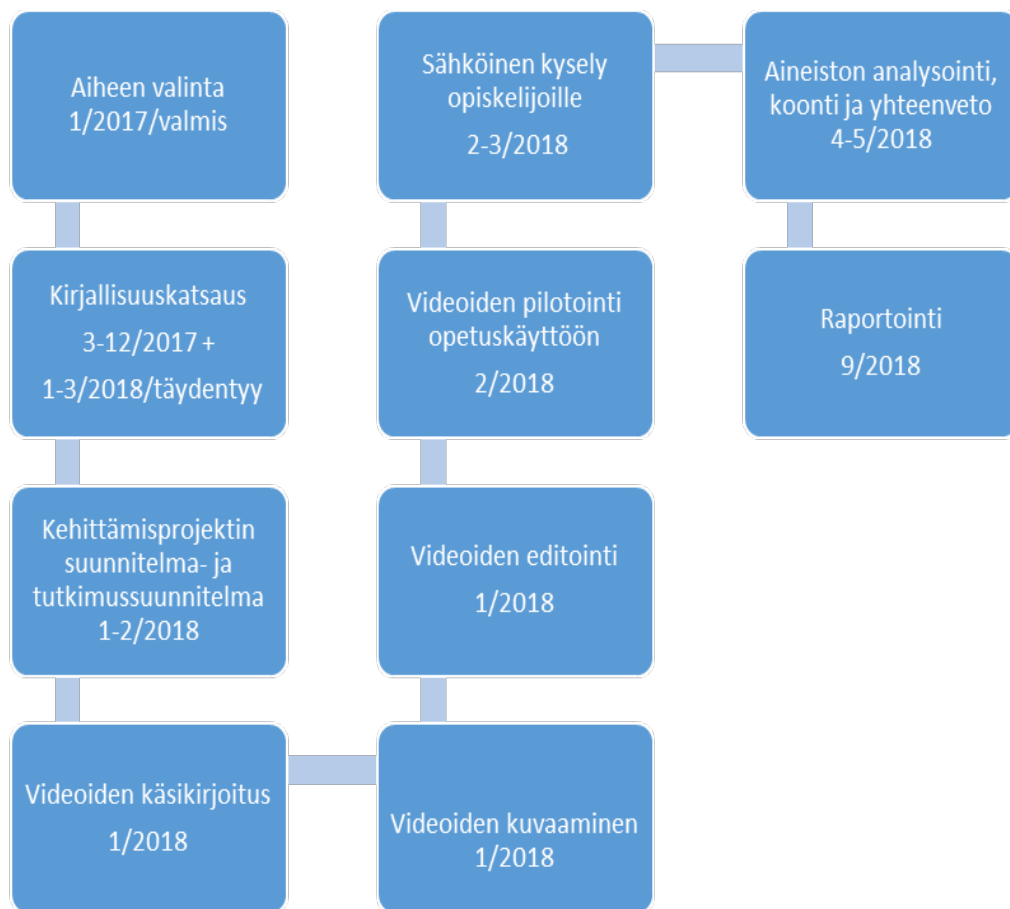 Aiheen valinta
1/2017/valmis
Kirjallisuuskatsaus
3-12/2017 +
1-3/2018/täydentyy
Kehittämisprojektin
suunnitelma- ja
tutkimussuunnitelma
1-2/2018
Videoiden käsikirjoitus
1/2018
Videoiden kuvaaminen
1/2018
Videoiden editointi
1/2018
Videoiden pilotointi
opetuskäyttöön
2/2018
Sähköinen kysely
opiskelijoille
2-3/2018
Aineiston analysointi,
koonti ja yhteenveto
4-5/2018
Raportointi
9/2018